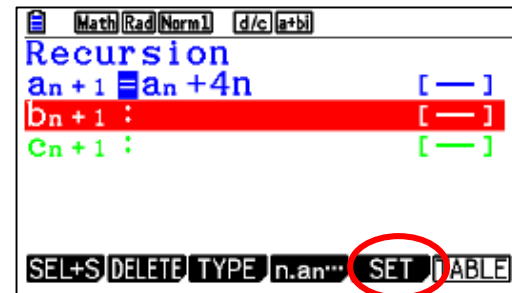 Math Rad Norm1 d/c a+bi
Recursion
an+1=an+4n [—]
bn+1: [—]
cn+1: [—]
SEL+S DELETE TYPE n.an… SET TABLE